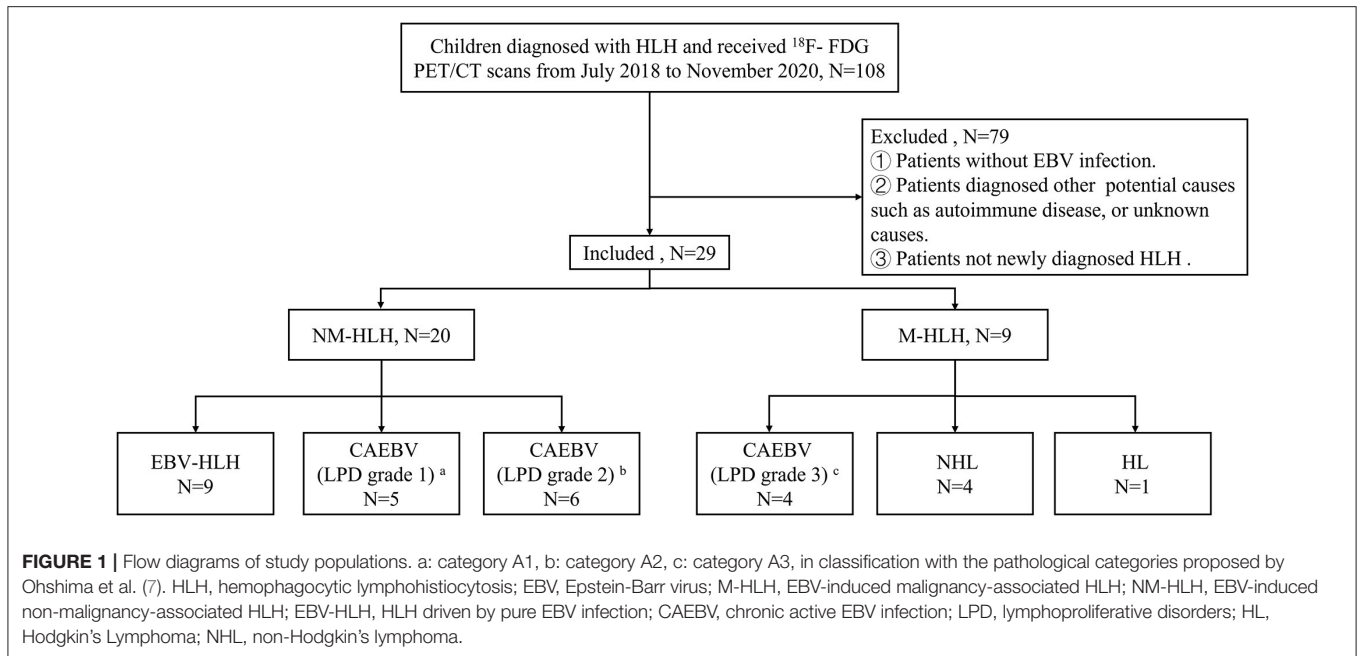 Children diagnosed with HLH and received ¹⁸F- FDG
PET/CT scans from July 2018 to November 2020, N=108
Excluded , N=79
① Patients without EBV infection.
② Patients diagnosed other potential causes
such as autoimmune disease, or unknown
causes.
③ Patients not newly diagnosed HLH .
Included , N=29
NM-HLH, N=20
M-HLH, N=9
EBV-HLH
N=9
CAEBV
(LPD grade 1) ᵃ
N=5
CAEBV
(LPD grade 2) ᵇ
N=6
CAEBV
(LPD grade 3) ᶜ
N=4
NHL
N=4
HL
N=1
FIGURE 1 | Flow diagrams of study populations. a: category A1, b: category A2, c: category A3, in classification with the pathological categories proposed by
Ohshima et al. (7). HLH, hemophagocytic lymphohistiocytosis; EBV, Epstein-Barr virus; M-HLH, EBV-induced malignancy-associated HLH; NM-HLH, EBV-induced
non-malignancy-associated HLH; EBV-HLH, HLH driven by pure EBV infection; CAEBV, chronic active EBV infection; LPD, lymphoproliferative disorders; HL,
Hodgkin's Lymphoma; NHL, non-Hodgkin's lymphoma.